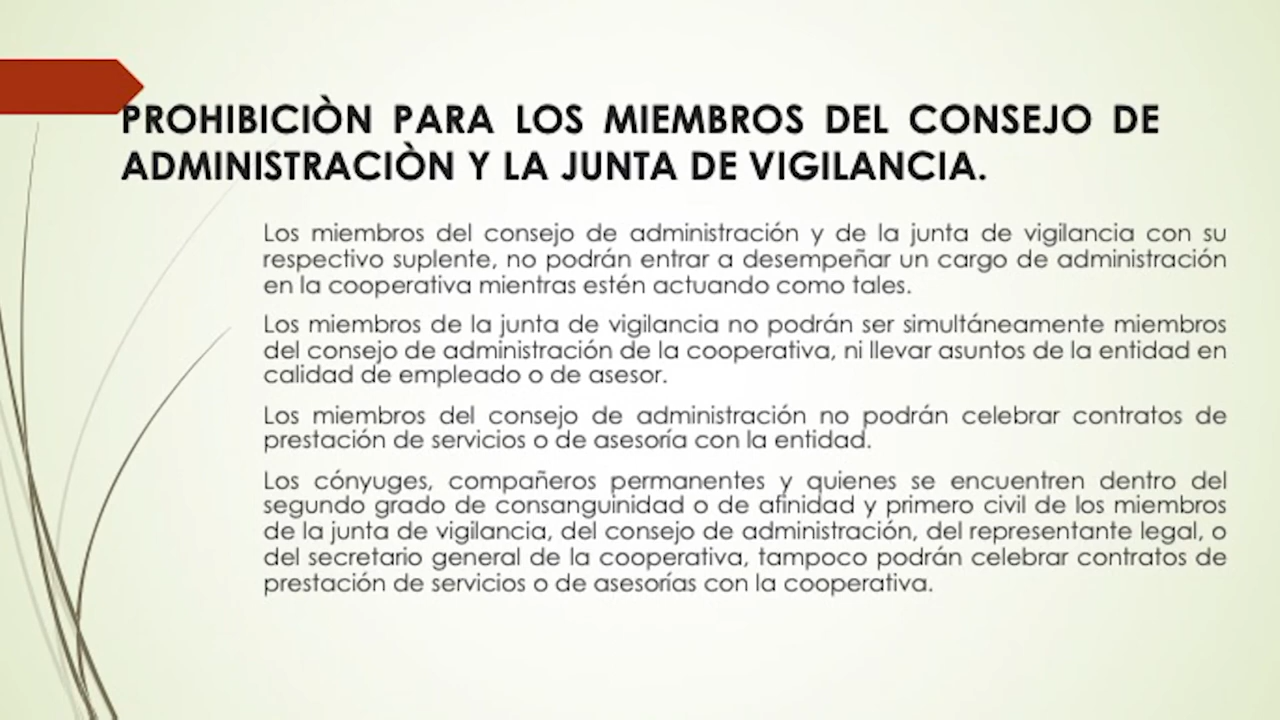 PROHIBICIÒN PARA LOS MIEMBROS DEL CONSEJO DE
ADMINISTRACIÒN Y LA JUNTA DE VIGILANCIA.
Los miembros del consejo de administración y de la junta de vigilancia con su
respectivo suplente, no podrán entrar a desempeñar un cargo de administración
en la cooperativa mientras estén actuando como tales.
Los miembros de la junta de vigilancia no podrán ser simultáneamente miembros
del consejo de administración de la cooperativa, ni llevar asuntos de la entidad en
calidad de empleado o de asesor.
Los miembros del consejo de administración no podrán celebrar contratos de
prestación de servicios o de asesoría con la entidad.
Los cónyuges, compañeros permanentes y quienes se encuentren dentro del
segundo grado de consanguinidad o de afinidad y primero civil de los miembros
de la junta de vigilancia, del consejo de administración, del representante legal, o
del secretario general de la cooperativa, tampoco podrán celebrar contratos de
prestación de servicios o de asesorías con la cooperativa.